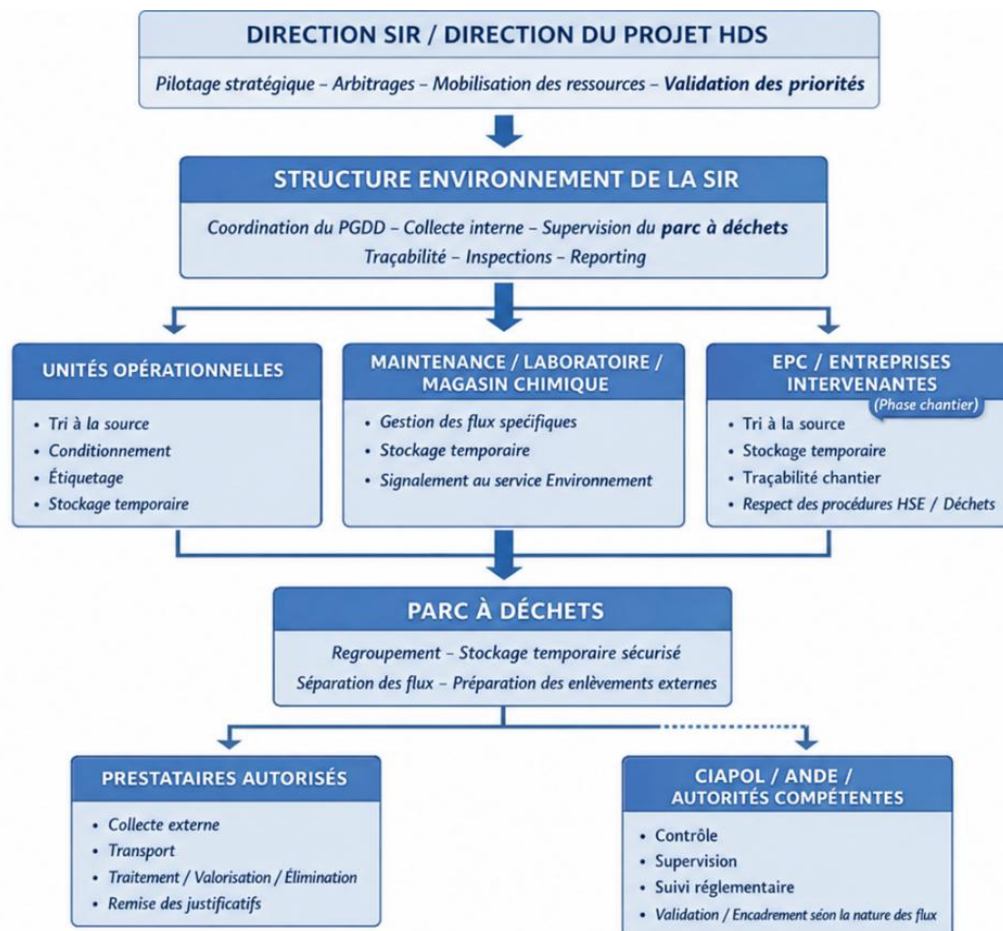 DIRECTION SIR / DIRECTION DU PROJET HDS
Pilotage stratégique – Arbitrages – Mobilisation des ressources – Validation des priorités
STRUCTURE ENVIRONNEMENT DE LA SIR
Coordination du PGDD – Collecte interne – Supervision du parc à déchets
Traçabilité – Inspections – Reporting
UNITÉS OPÉRATIONNELLES
• Tri à la source
• Conditionnement
• Étiquetage
• Stockage temporaire
MAINTENANCE / LABORATOIRE /
MAGASIN CHIMIQUE
• Gestion des flux spécifiques
• Stockage temporaire
• Signalement au service Environnement
EPC / ENTREPRISES
INTERVENANTES
(Phase chantier)
• Tri à la source
• Stockage temporaire
• Traçabilité chantier
• Respect des procédures HSE / Déchets
PARC À DÉCHETS
Regroupement – Stockage temporaire sécurisé
Séparation des flux – Préparation des enlèvements externes
PRESTATAIRES AUTORISÉS
• Collecte externe
• Transport
• Traitement / Valorisation / Élimination
• Remise des justificatifs
CIAPOL / ANDE /
AUTORITÉS COMPÉTENTES
• Contrôle
• Supervision
• Suivi réglementaire
• Validation / Encadrement séon la nature des flux